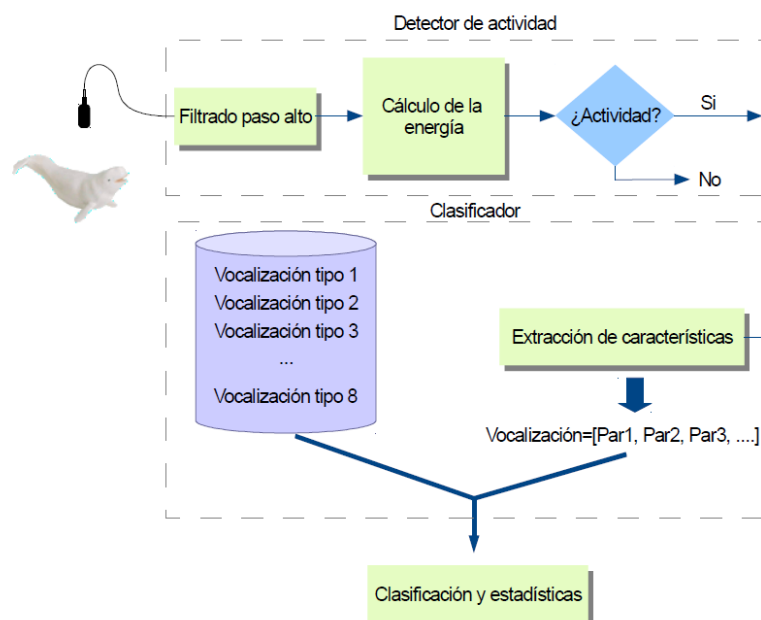 Detector de actividad
Filtrado paso alto
Cálculo de la
energía
¿Actividad?
Si
No
Clasificador
Vocalización tipo 1
Vocalización tipo 2
Vocalización tipo 3
...
Vocalización tipo 8
Extracción de características
Vocalización=[Par1, Par2, Par3, ....]
Clasificación y estadísticas